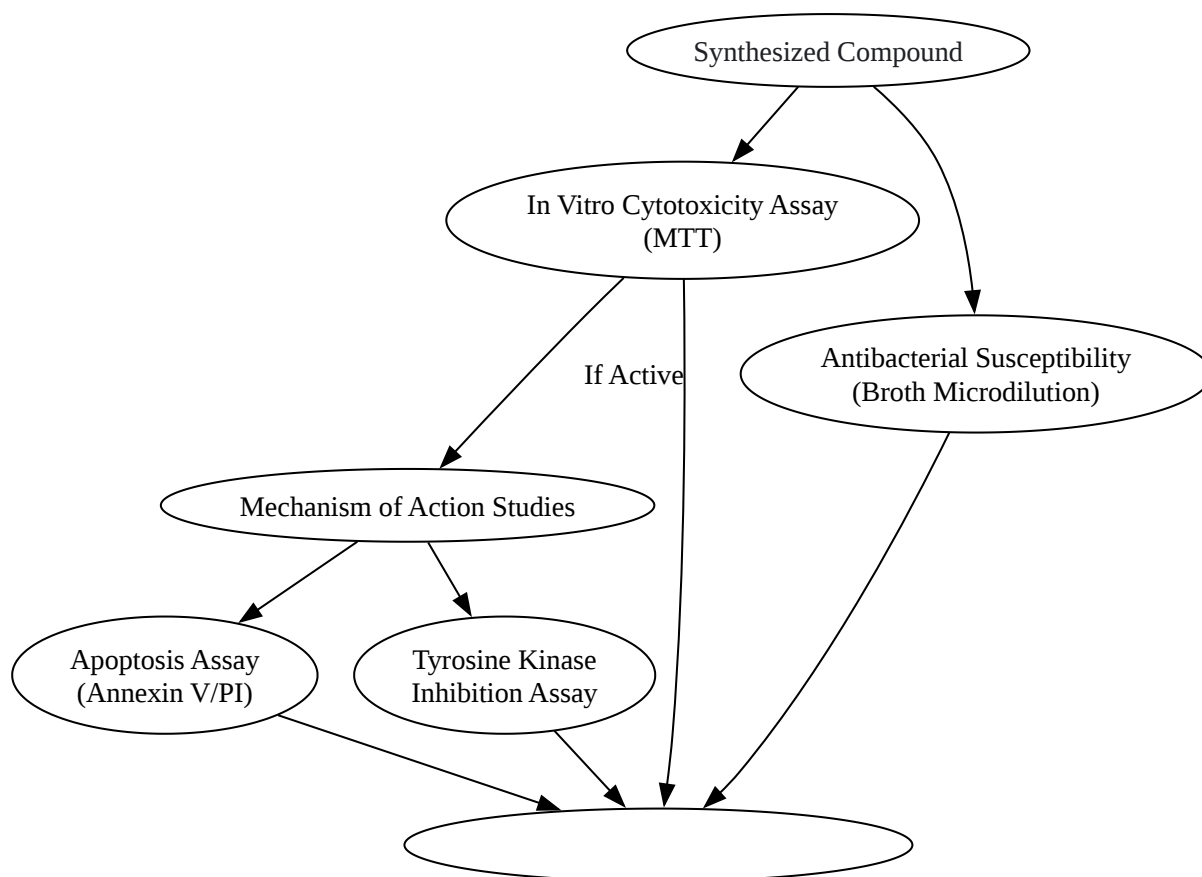 Synthesized Compound
In Vitro Cytotoxicity Assay
(MTT)
Antibacterial Susceptibility
(Broth Microdilution)
If Active
Mechanism of Action Studies
Apoptosis Assay
(Annexin V/PI)
Tyrosine Kinase
Inhibition Assay